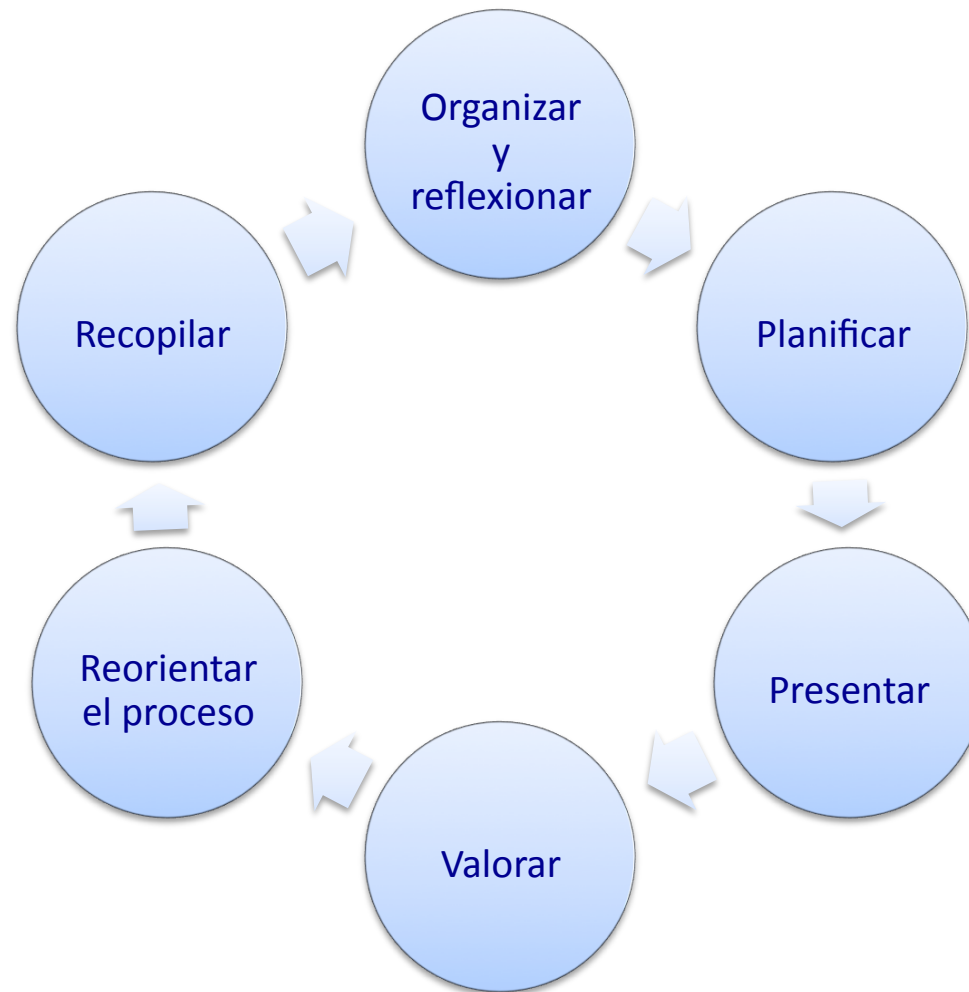 Organizar
y
reflexionar
Planificar
Presentar
Valorar
Reorientar
el proceso
Recopilar